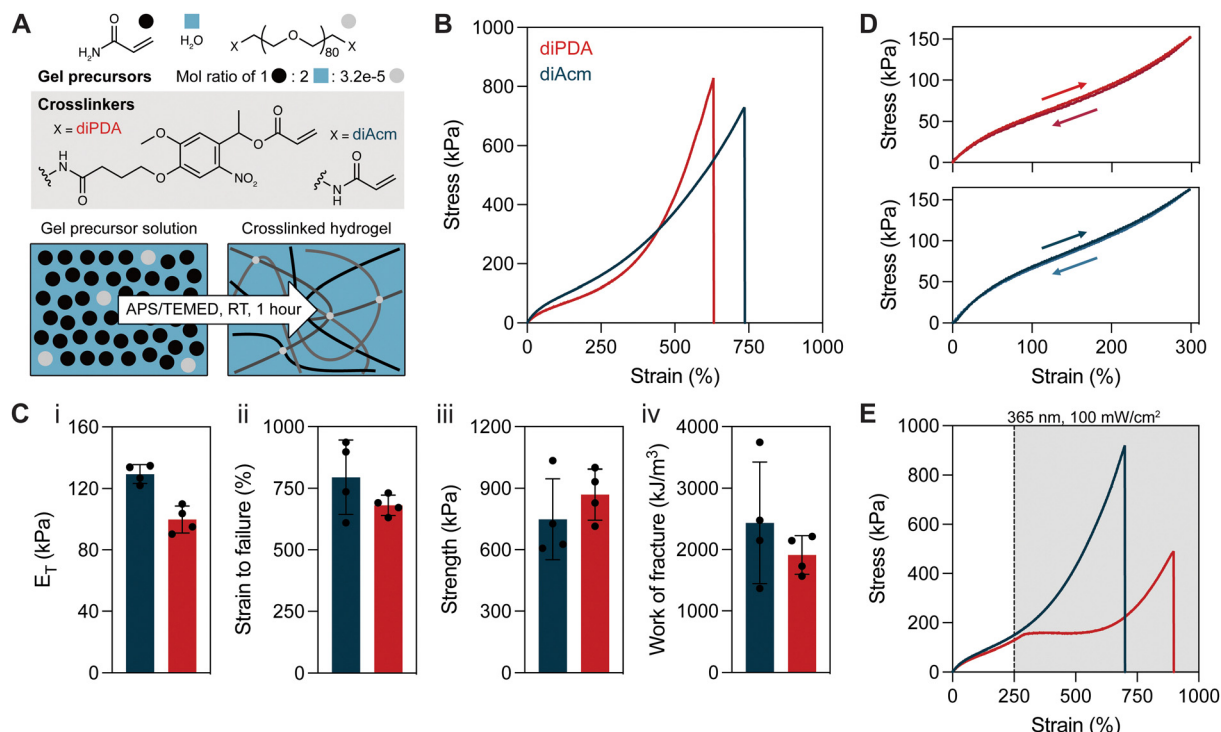 A
H₂N
O
H₂O
X
O
80
X
Gel precursors
Mol ratio of 1 : 2 : 3.2e-5
Crosslinkers
X = diPDA
X = diAcm
H
N
O
O
O
NO₂
O
O
N
H
O
Gel precursor solution
Crosslinked hydrogel
APS/TEMED, RT, 1 hour
B
Stress (kPa)
800
600
400
200
0
diPDA
diAcm
0
250
500
750
1000
Strain (%)
D
Stress (kPa)
150
100
50
0
0
100
200
300
Stress (kPa)
150
100
50
0
0
100
200
300
Strain (%)
C
i
E_T (kPa)
160
120
80
40
0
ii
Strain to failure (%)
1000
750
500
250
0
iii
Strength (kPa)
1200
900
600
300
0
iv
Work of fracture (kJ/m³)
4000
3000
2000
1000
0
E
365 nm, 100 mW/cm²
Stress (kPa)
1000
800
600
400
200
0
0
250
500
750
1000
Strain (%)